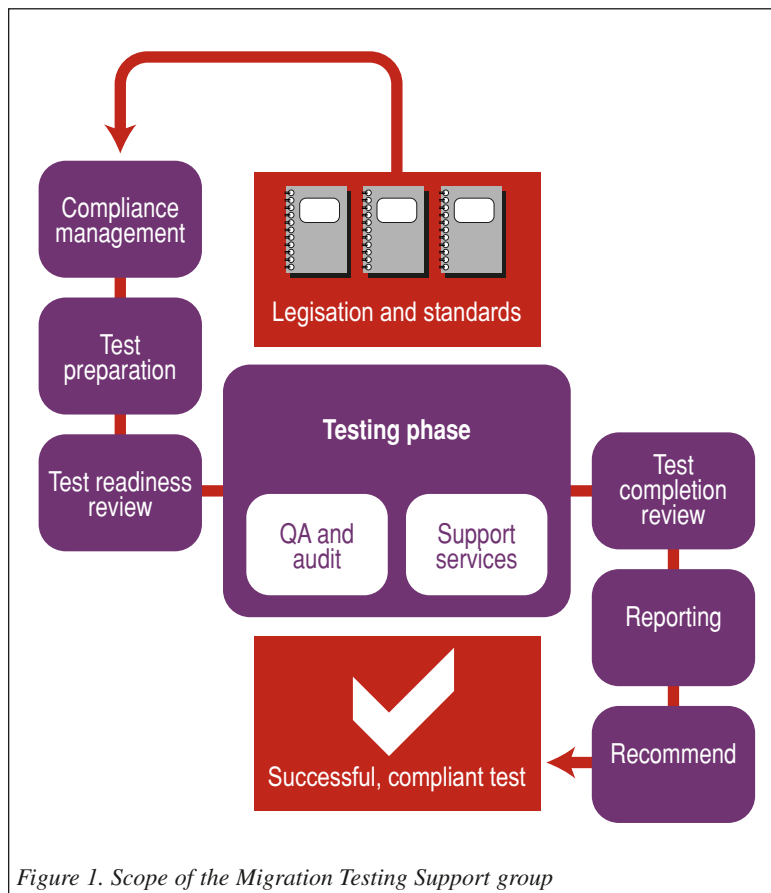 Compliance
management
Legisation and standards
Test
preparation
Test readiness
review
Testing phase
QA and
audit
Support
services
Test
completion
review
Reporting
Recommend
Successful, compliant test
Figure 1. Scope of the Migration Testing Support group